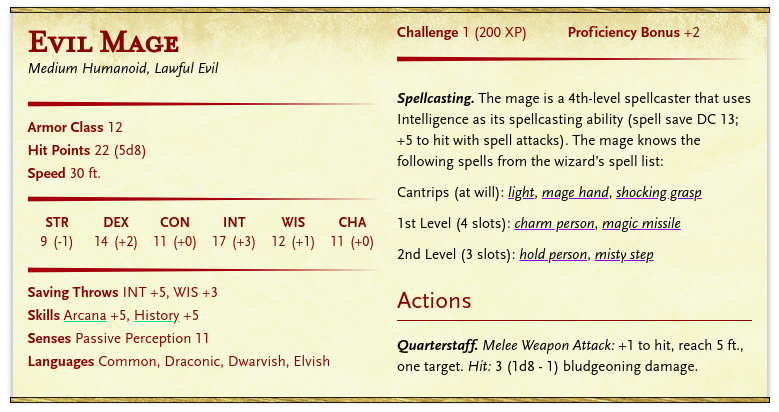 Evil Mage
Medium Humanoid, Lawful Evil
Armor Class 12
Hit Points 22 (5d8)
Speed 30 ft.
STR DEX CON INT WIS CHA
9 (-1) 14 (+2) 11 (+0) 17 (+3) 12 (+1) 11 (+0)
Saving Throws INT +5, WIS +3
Skills Arcana +5, History +5
Senses Passive Perception 11
Languages Common, Draconic, Dwarvish, Elvish
Challenge 1 (200 XP) Proficiency Bonus +2
Spellcasting. The mage is a 4th-level spellcaster that uses
Intelligence as its spellcasting ability (spell save DC 13;
+5 to hit with spell attacks). The mage knows the
following spells from the wizard's spell list:
Cantrips (at will): light, mage hand, shocking grasp
1st Level (4 slots): charm person, magic missile
2nd Level (3 slots): hold person, misty step
Actions
Quarterstaff. Melee Weapon Attack: +1 to hit, reach 5 ft.,
one target. Hit: 3 (1d8 - 1) bludgeoning damage.